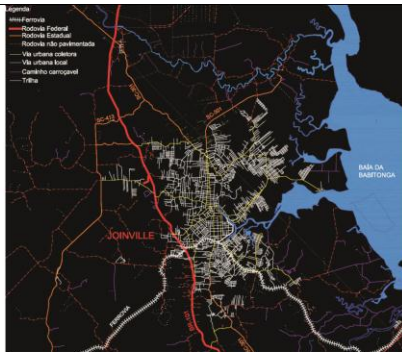 Legenda
Ferrovia
Rodovia Federal
Rodovia Estadual
Rodovia não pavimentada
Via urbana coletora
Via urbana local
Caminho carroçavel
Trilha
BAÍA DA
BABITONGA
JOINVILLE
FERROVIA